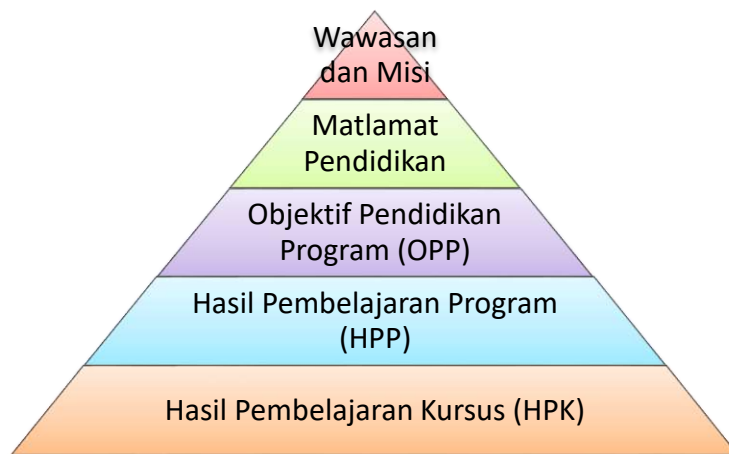 Wawasan
dan Misi
Matlamat
Pendidikan
Objektif Pendidikan
Program (OPP)
Hasil Pembelajaran Program
(HPP)
Hasil Pembelajaran Kursus (HPK)